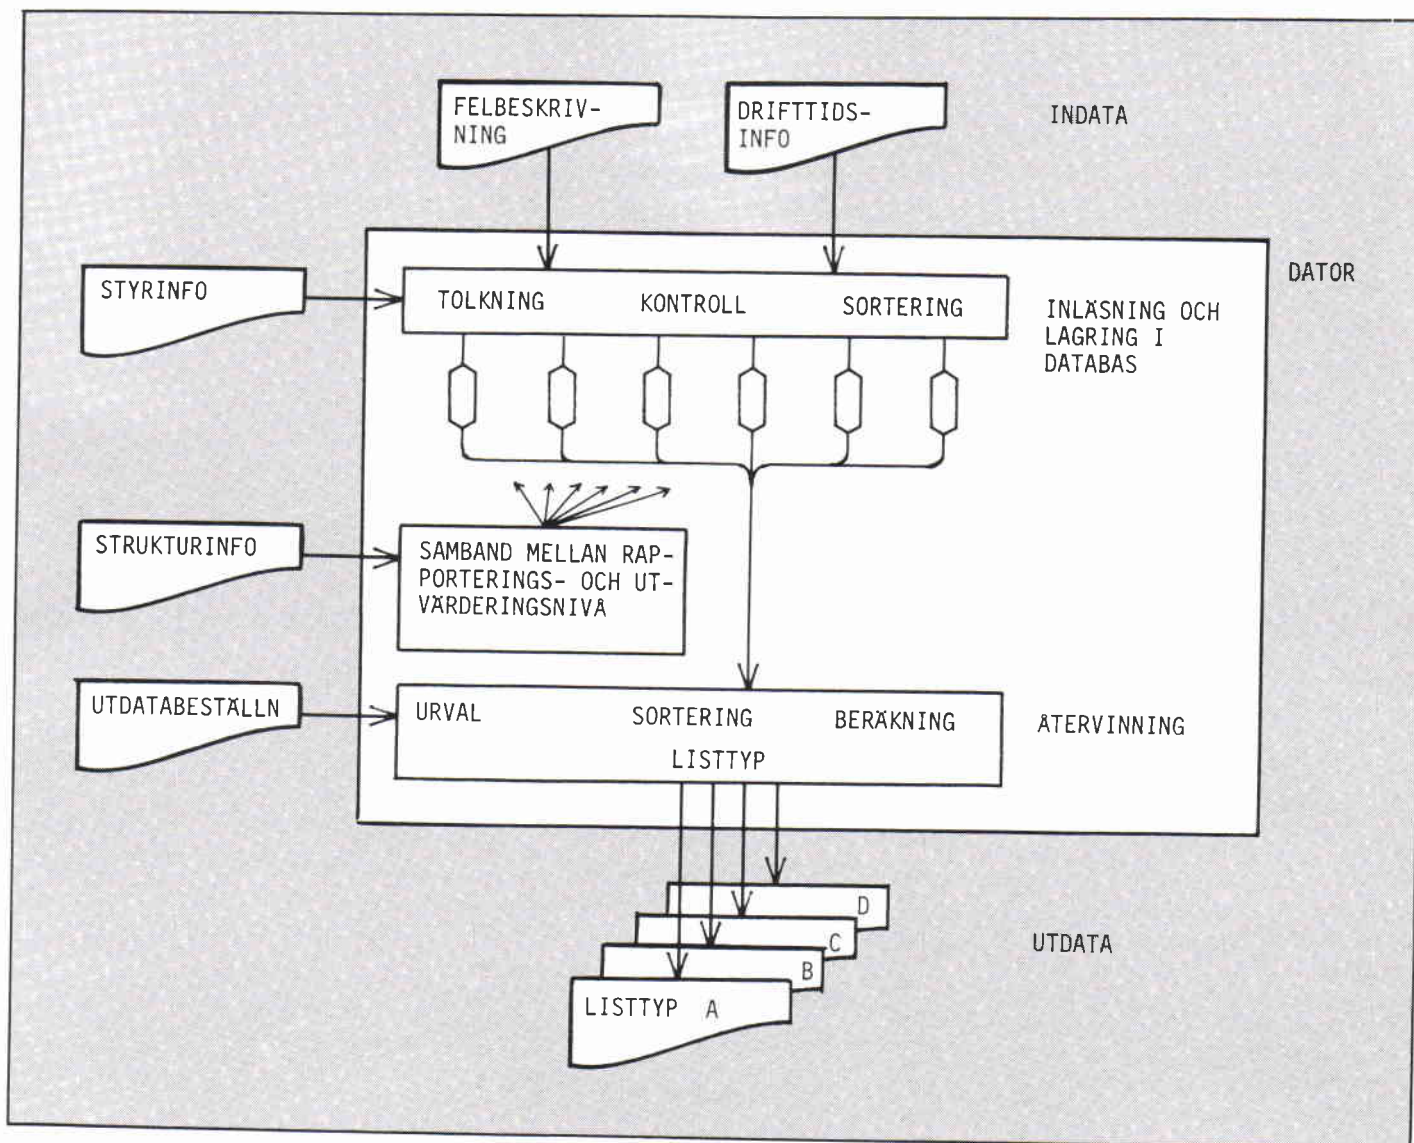 FELBESKRIV-
NING
DRIFTTIDS-
INFO
INDATA
DATOR
STYRINFO
TOLKNING KONTROLL SORTERING
INLÄSNING OCH
LAGRING I
DATABAS
STRUKTURINFO
SAMBAND MELLAN RAP-
PORTERINGS- OCH UT-
VÄRDERINGSNIVÅ
UTDATABESTÄLLN
URVAL SORTERING BERÄKNING
LISTTYP
ÅTERVINNING
D
C
B
LISTTYP A
UTDATA